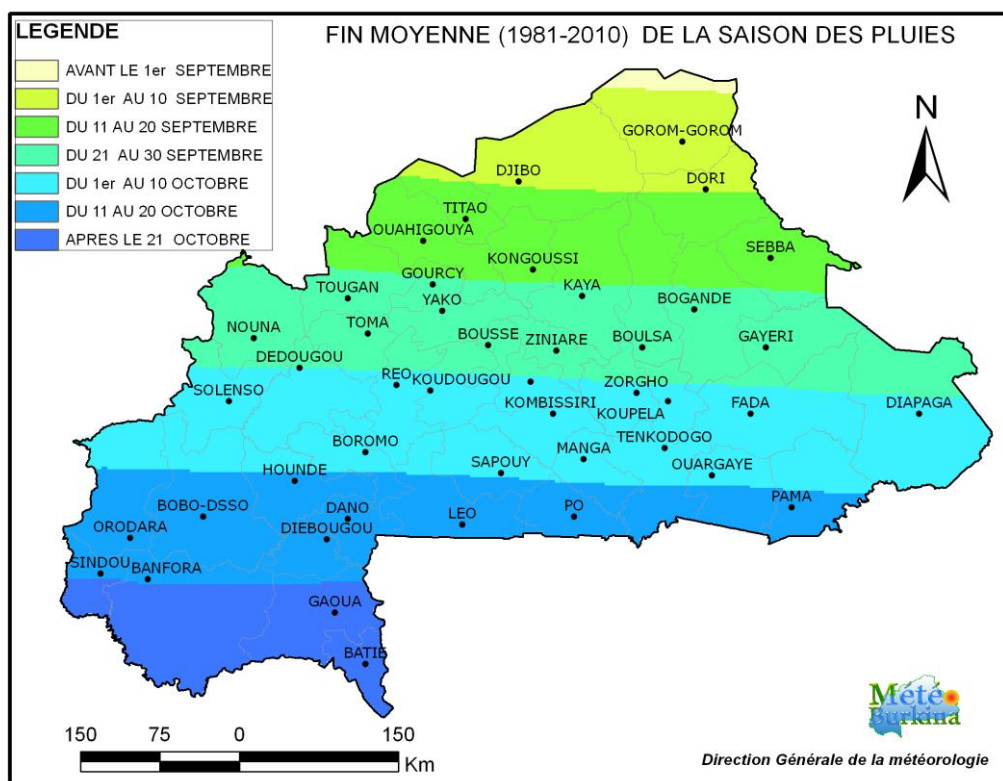 FIN MOYENNE (1981-2010) DE LA SAISON DES PLUIES
LEGENDE
AVANT LE 1er SEPTEMBRE
DU 1er AU 10 SEPTEMBRE
DU 11 AU 20 SEPTEMBRE
DU 21 AU 30 SEPTEMBRE
DU 1er AU 10 OCTOBRE
DU 11 AU 20 OCTOBRE
APRES LE 21 OCTOBRE
N
GOROM-GOROM
DJIBO
DORI
TITAO
OUAHIGOUYA
SEBBA
KONGOUSSI
GOURCY
KAYA
TOUGAN
YAKO
BOGANDE
NOUNA
TOMA
BOUSSE
ZINIARE
BOULSA
GAYERI
DEDOUGOU
SOLENSO
REO
KOUDOUGOU
ZORGHO
KOMBISSIRI
KOUPELA
FADA
DIAPAGA
BOROMO
MANGA
TENKODOGO
HOUNDE
SAPOUY
OUARGAYE
BOBO-DSSO
DANO
LEO
PO
PAMA
ORODARA
DIEBOUGOU
SINDOU
BANFORA
GAOUA
BATIE
150 75 0 150
Km
Météo
Burkina
Direction Générale de la météorologie